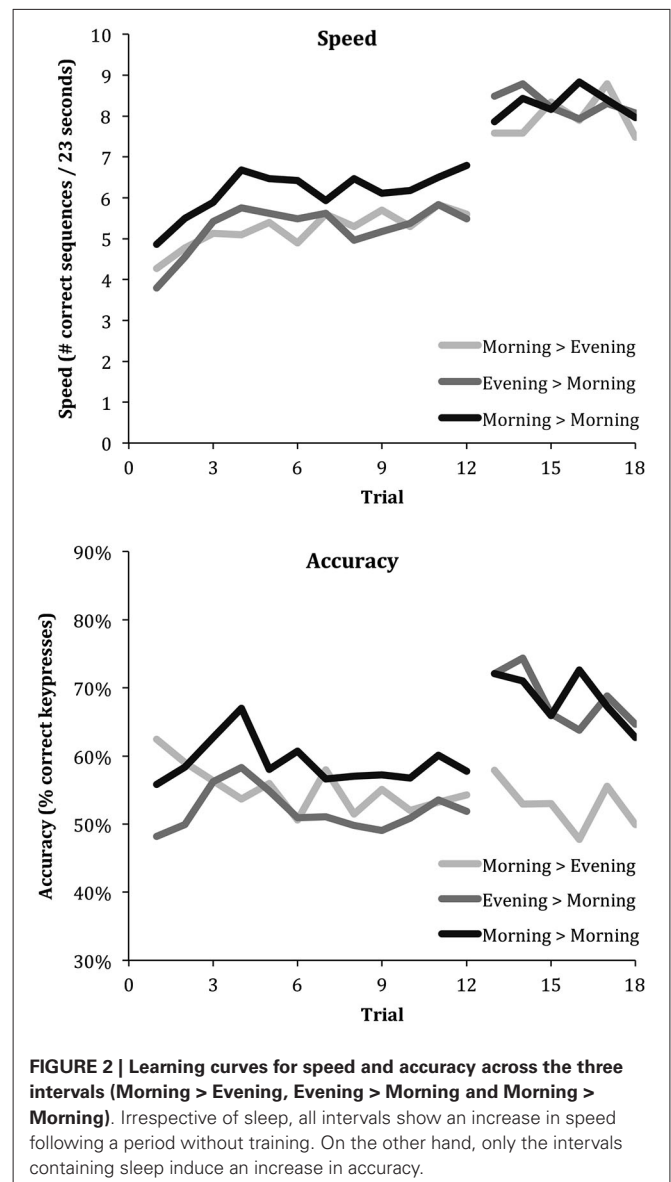 Speed
10
9
8
7
6
5
4
3
2
1
0
Speed (# correct sequences / 23 seconds)
Morning > Evening
Evening > Morning
Morning > Morning
0 3 6 9 12 15 18
Trial
Accuracy
90%
80%
70%
60%
50%
40%
30%
Accuracy (% correct keypresses)
Morning > Evening
Evening > Morning
Morning > Morning
0 3 6 9 12 15 18
Trial
FIGURE 2 | Learning curves for speed and accuracy across the three
intervals (Morning > Evening, Evening > Morning and Morning >
Morning). Irrespective of sleep, all intervals show an increase in speed
following a period without training. On the other hand, only the intervals
containing sleep induce an increase in accuracy.